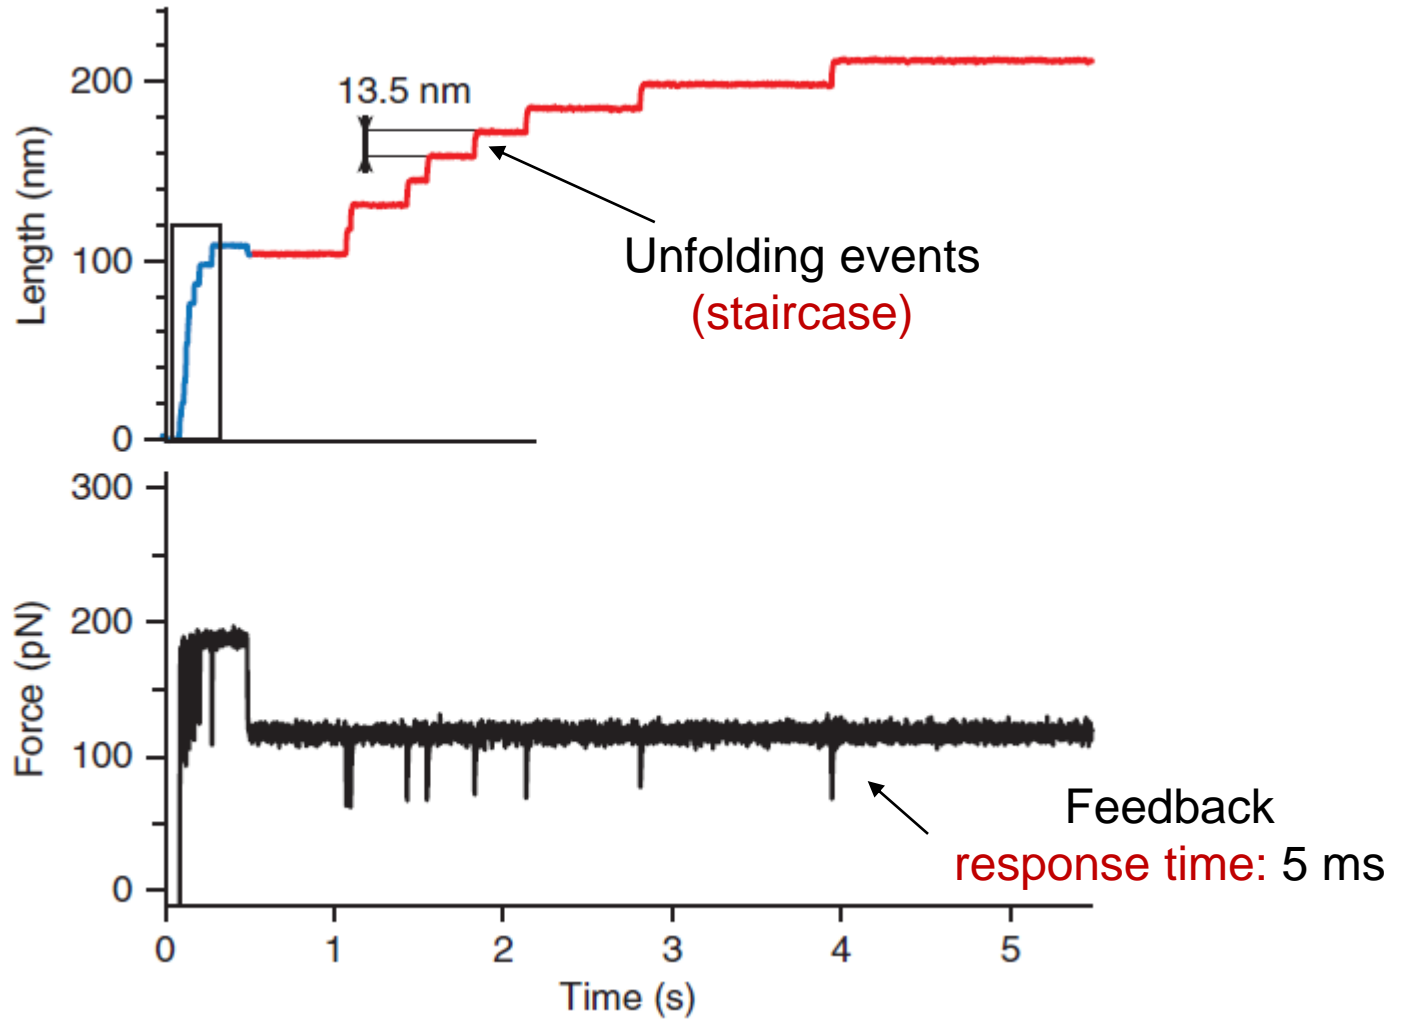 200
13.5 nm
Length (nm)
100
Unfolding events
(staircase)
0
300
200
Force (pN)
100
Feedback
response time: 5 ms
0
0 1 2 3 4 5
Time (s)